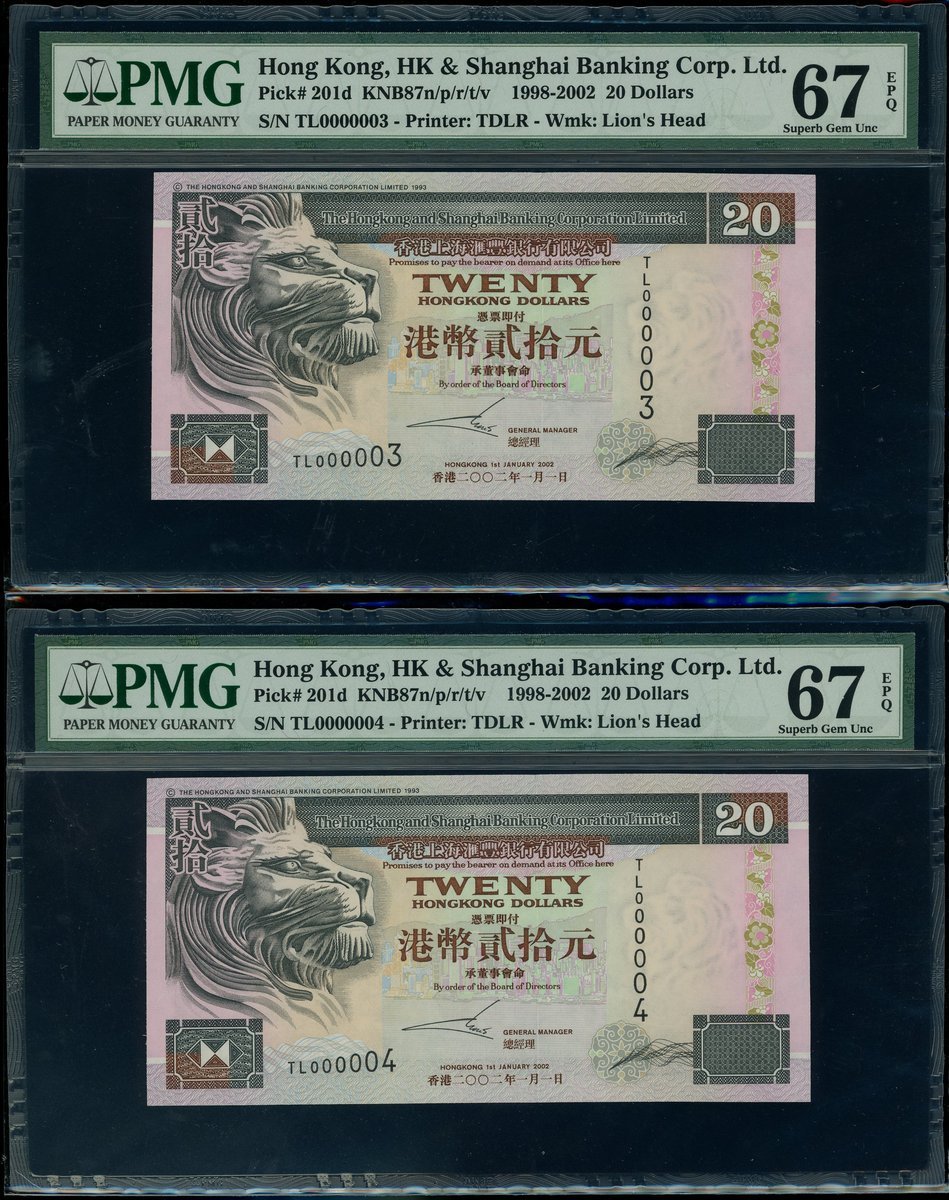 PMG
PAPER MONEY GUARANTY
Hong Kong, HK & Shanghai Banking Corp. Ltd.
Pick# 201d KNB87n/p/r/t/v 1998-2002 20 Dollars
S/N TL0000003 - Printer: TDLR - Wmk: Lion's Head
67
EPQ
Superb Gem Unc
© THE HONGKONG AND SHANGHAI BANKING CORPORATION LIMITED 1993
貳拾
The Hongkong and Shanghai Banking Corporation Limited
20
香港上海滙豐銀行有限公司
Promises to pay the bearer on demand at its Office here
TWENTY
HONGKONG DOLLARS
憑票即付
港幣貳拾元
承董事會命
By order of the Board of Directors
TL000003
GENERAL MANAGER
總經理
TL000003
HONGKONG 1st JANUARY 2002
香港二〇〇二年一月一日
PMG
PAPER MONEY GUARANTY
Hong Kong, HK & Shanghai Banking Corp. Ltd.
Pick# 201d KNB87n/p/r/t/v 1998-2002 20 Dollars
S/N TL0000004 - Printer: TDLR - Wmk: Lion's Head
67
EPQ
Superb Gem Unc
© THE HONGKONG AND SHANGHAI BANKING CORPORATION LIMITED 1993
貳拾
The Hongkong and Shanghai Banking Corporation Limited
20
香港上海滙豐銀行有限公司
Promises to pay the bearer on demand at its Office here
TWENTY
HONGKONG DOLLARS
憑票即付
港幣貳拾元
承董事會命
By order of the Board of Directors
TL000004
GENERAL MANAGER
總經理
TL000004
HONGKONG 1st JANUARY 2002
香港二〇〇二年一月一日